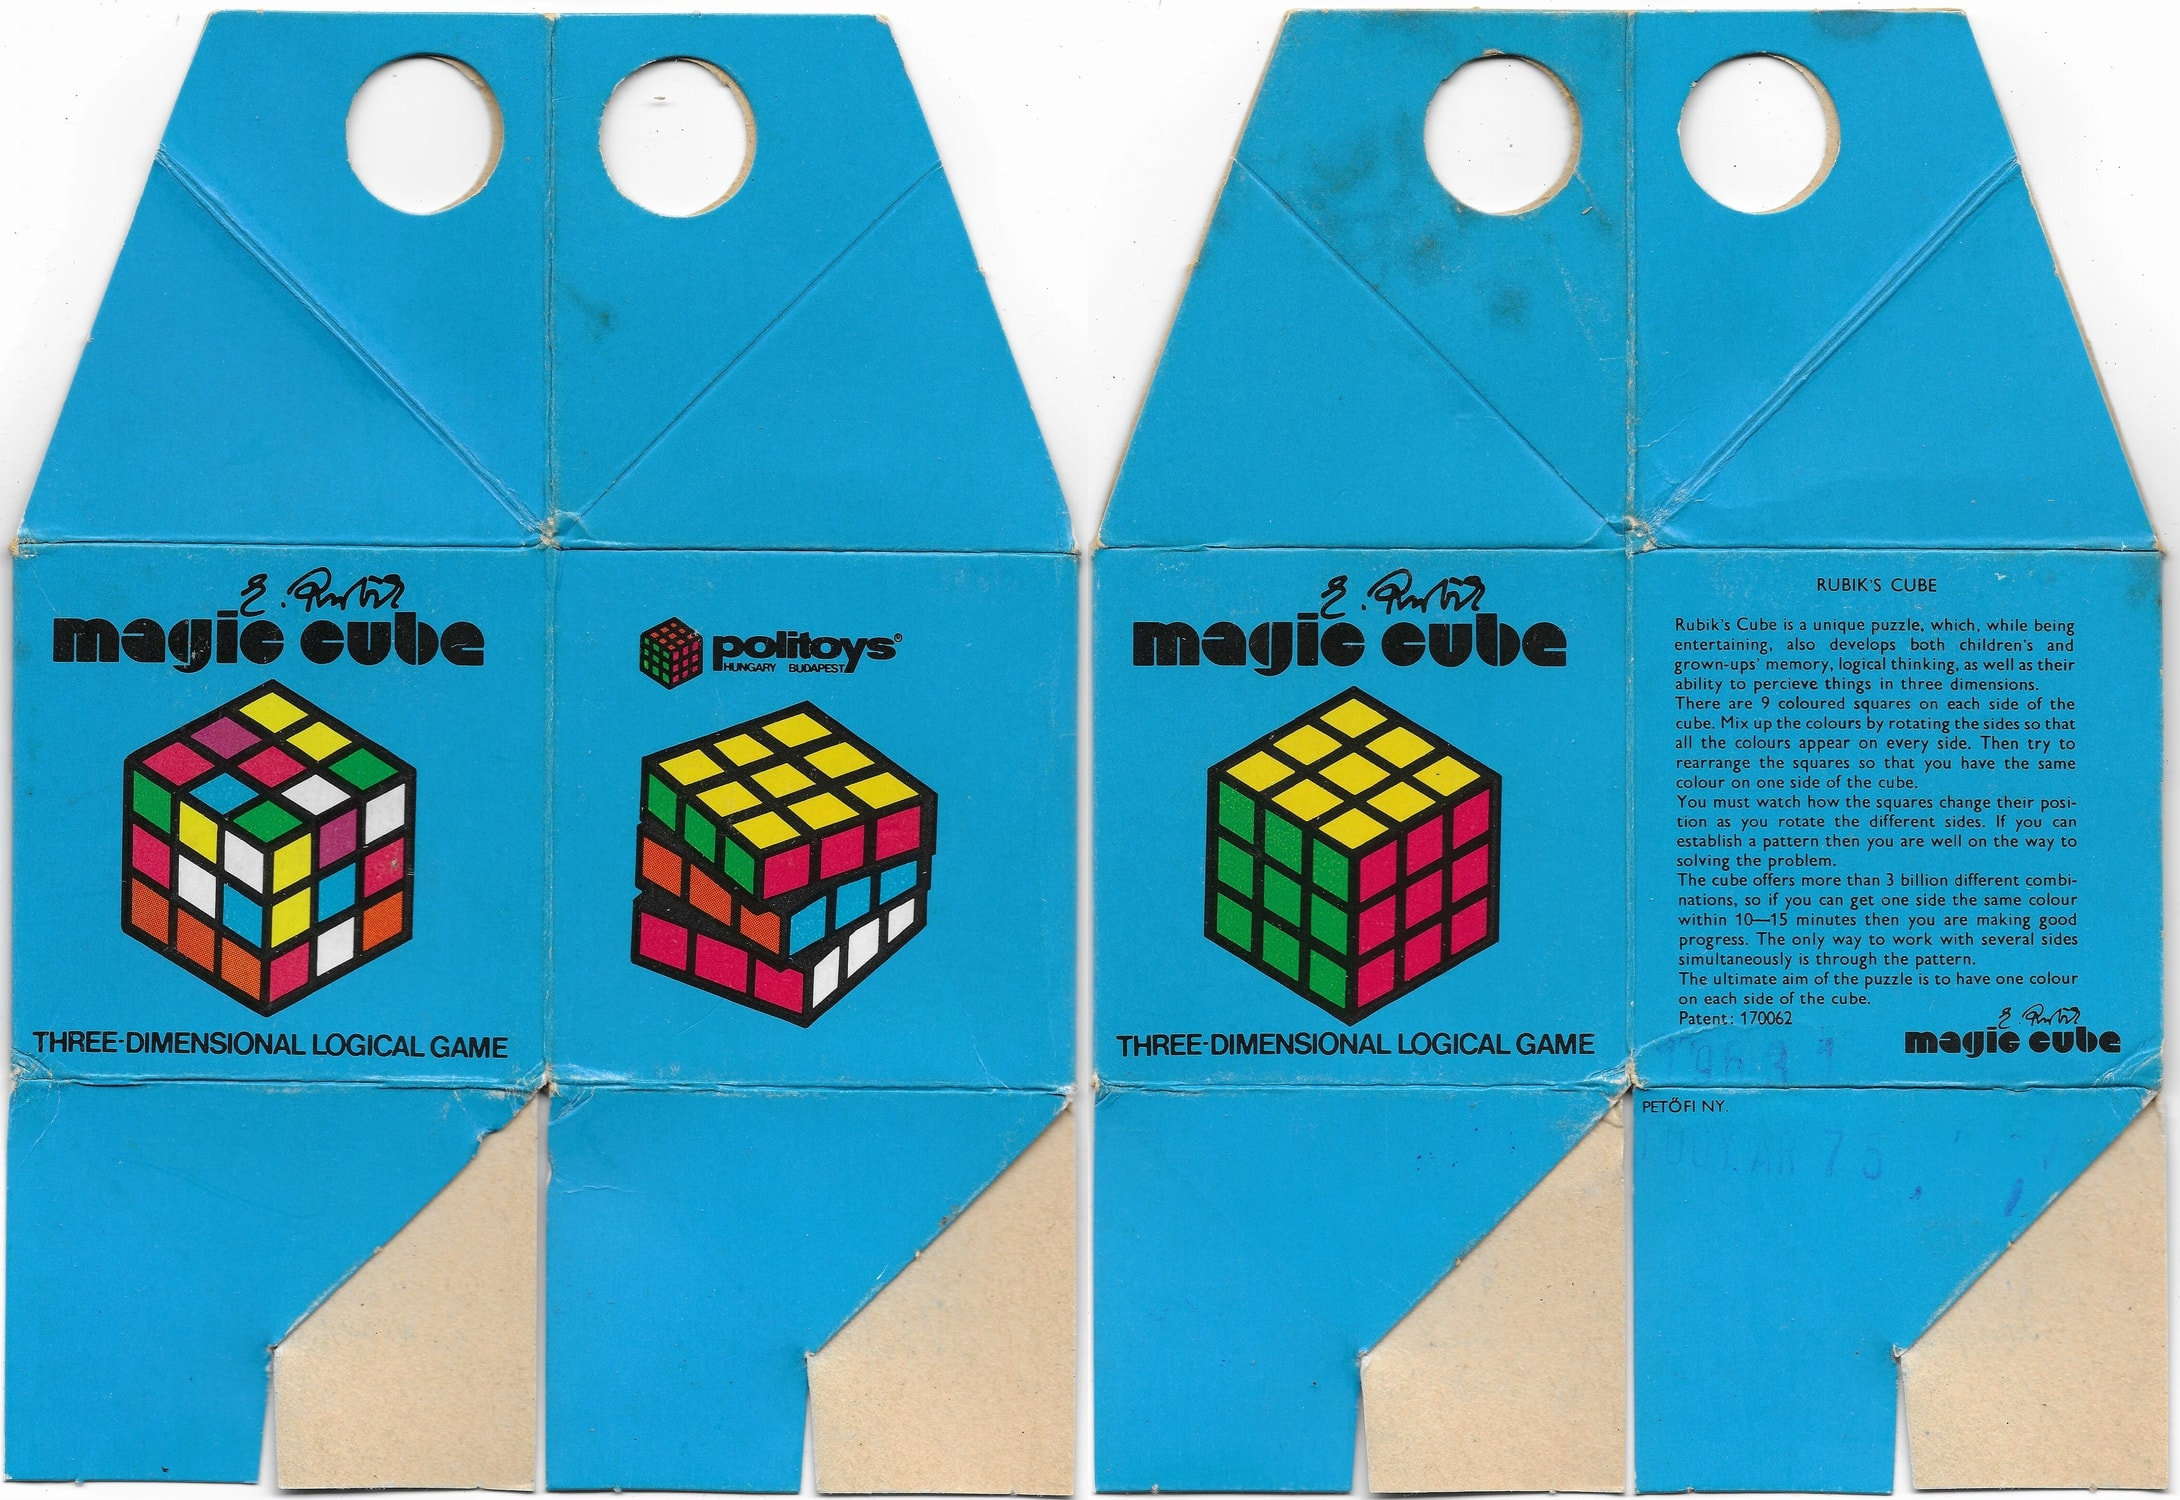 E. Rubik
magic cube
THREE-DIMENSIONAL LOGICAL GAME
politoys®
HUNGARY BUDAPEST
E. Rubik
magic cube
THREE-DIMENSIONAL LOGICAL GAME
RUBIK'S CUBE
Rubik's Cube is a unique puzzle, which, while being
entertaining, also develops both children's and
grown-ups' memory, logical thinking, as well as their
ability to percieve things in three dimensions.
There are 9 coloured squares on each side of the
cube. Mix up the colours by rotating the sides so that
all the colours appear on every side. Then try to
rearrange the squares so that you have the same
colour on one side of the cube.
You must watch how the squares change their posi-
tion as you rotate the different sides. If you can
establish a pattern then you are well on the way to
solving the problem.
The cube offers more than 3 billion different combi-
nations, so if you can get one side the same colour
within 10—15 minutes then you are making good
progress. The only way to work with several sides
simultaneously is through the pattern.
The ultimate aim of the puzzle is to have one colour
on each side of the cube.
Patent: 170062
E. Rubik
magic cube
PETŐFI NY.